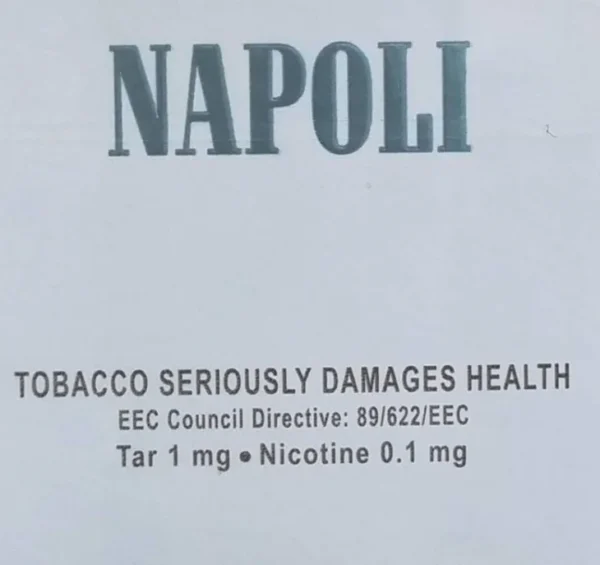 NAPOLI
TOBACCO SERIOUSLY DAMAGES HEALTH
EEC Council Directive: 89/622/EEC
Tar 1 mg • Nicotine 0.1 mg